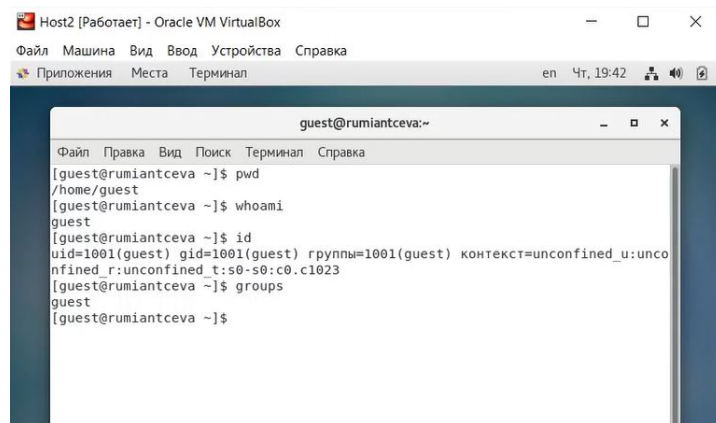 Host2 [Работает] - Oracle VM VirtualBox
Файл Машина Вид Ввод Устройства Справка
Приложения Места Терминал en Чт, 19:42
guest@rumiantceva:~
Файл Правка Вид Поиск Терминал Справка
[guest@rumiantceva ~]$ pwd
/home/guest
[guest@rumiantceva ~]$ whoami
guest
[guest@rumiantceva ~]$ id
uid=1001(guest) gid=1001(guest) группы=1001(guest) контекст=unconfined_u:unco
nfined_r:unconfined_t:s0-s0:c0.c1023
[guest@rumiantceva ~]$ groups
guest
[guest@rumiantceva ~]$